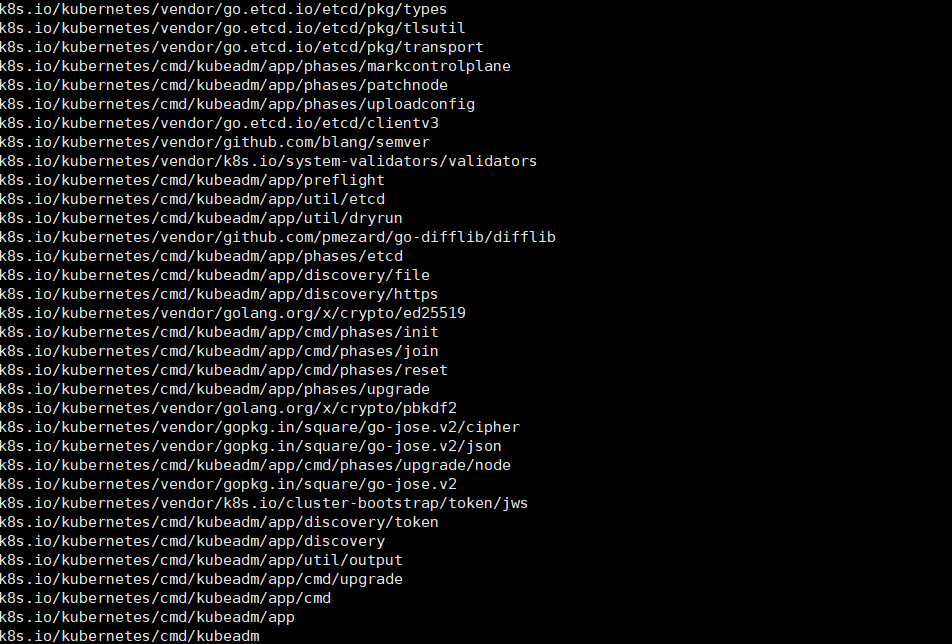 k8s.io/kubernetes/vendor/go.etcd.io/etcd/pkg/types
k8s.io/kubernetes/vendor/go.etcd.io/etcd/pkg/tlsutil
k8s.io/kubernetes/vendor/go.etcd.io/etcd/pkg/transport
k8s.io/kubernetes/cmd/kubeadm/app/phases/markcontrolplane
k8s.io/kubernetes/cmd/kubeadm/app/phases/patchnode
k8s.io/kubernetes/cmd/kubeadm/app/phases/uploadconfig
k8s.io/kubernetes/vendor/go.etcd.io/etcd/clientv3
k8s.io/kubernetes/vendor/github.com/blang/semver
k8s.io/kubernetes/vendor/k8s.io/system-validators/validators
k8s.io/kubernetes/cmd/kubeadm/app/preflight
k8s.io/kubernetes/cmd/kubeadm/app/util/etcd
k8s.io/kubernetes/cmd/kubeadm/app/util/dryrun
k8s.io/kubernetes/vendor/github.com/pmezard/go-difflib/difflib
k8s.io/kubernetes/cmd/kubeadm/app/phases/etcd
k8s.io/kubernetes/cmd/kubeadm/app/discovery/file
k8s.io/kubernetes/cmd/kubeadm/app/discovery/https
k8s.io/kubernetes/vendor/golang.org/x/crypto/ed25519
k8s.io/kubernetes/cmd/kubeadm/app/cmd/phases/init
k8s.io/kubernetes/cmd/kubeadm/app/cmd/phases/join
k8s.io/kubernetes/cmd/kubeadm/app/cmd/phases/reset
k8s.io/kubernetes/cmd/kubeadm/app/phases/upgrade
k8s.io/kubernetes/vendor/golang.org/x/crypto/pbkdf2
k8s.io/kubernetes/vendor/gopkg.in/square/go-jose.v2/cipher
k8s.io/kubernetes/vendor/gopkg.in/square/go-jose.v2/json
k8s.io/kubernetes/cmd/kubeadm/app/cmd/phases/upgrade/node
k8s.io/kubernetes/vendor/gopkg.in/square/go-jose.v2
k8s.io/kubernetes/vendor/k8s.io/cluster-bootstrap/token/jws
k8s.io/kubernetes/cmd/kubeadm/app/discovery/token
k8s.io/kubernetes/cmd/kubeadm/app/discovery
k8s.io/kubernetes/cmd/kubeadm/app/util/output
k8s.io/kubernetes/cmd/kubeadm/app/cmd/upgrade
k8s.io/kubernetes/cmd/kubeadm/app/cmd
k8s.io/kubernetes/cmd/kubeadm/app
k8s.io/kubernetes/cmd/kubeadm